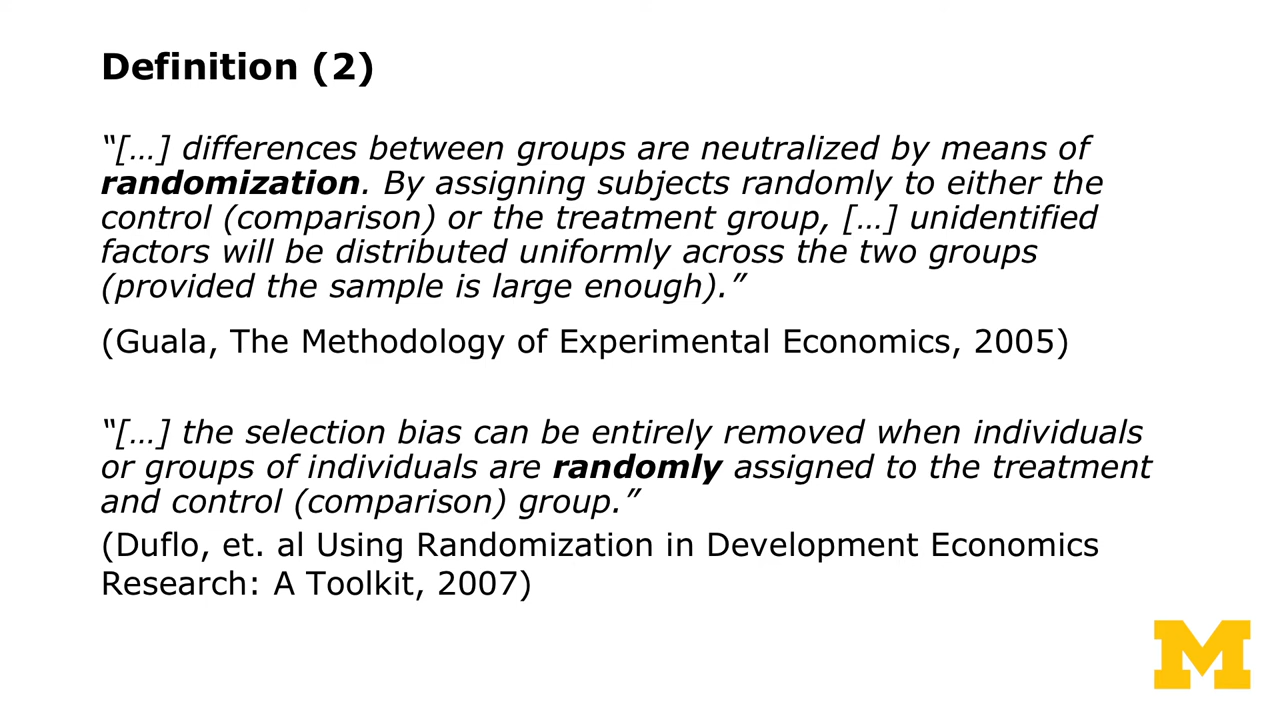 Definition (2)
“[…] differences between groups are neutralized by means of
randomization. By assigning subjects randomly to either the
control (comparison) or the treatment group, […] unidentified
factors will be distributed uniformly across the two groups
(provided the sample is large enough).”
(Guala, The Methodology of Experimental Economics, 2005)
“[…] the selection bias can be entirely removed when individuals
or groups of individuals are randomly assigned to the treatment
and control (comparison) group.”
(Duflo, et. al Using Randomization in Development Economics
Research: A Toolkit, 2007)
M